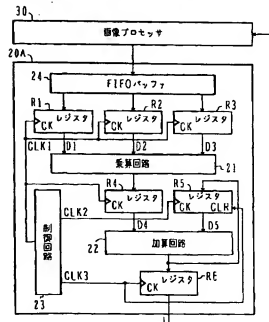 30
画像プロセッサ
20A
24
FIFOバッファ
R1
レジスタ
CK
R2
レジスタ
CK
R3
レジスタ
CK
CLK1
D1
D2
D3
乗算回路
21
R4
レジスタ
CK
R5
レジスタ
CK
CLR
CLK2
D4
D5
制御回路
22
加算回路
CLK3
RE
レジスタ
CK
23